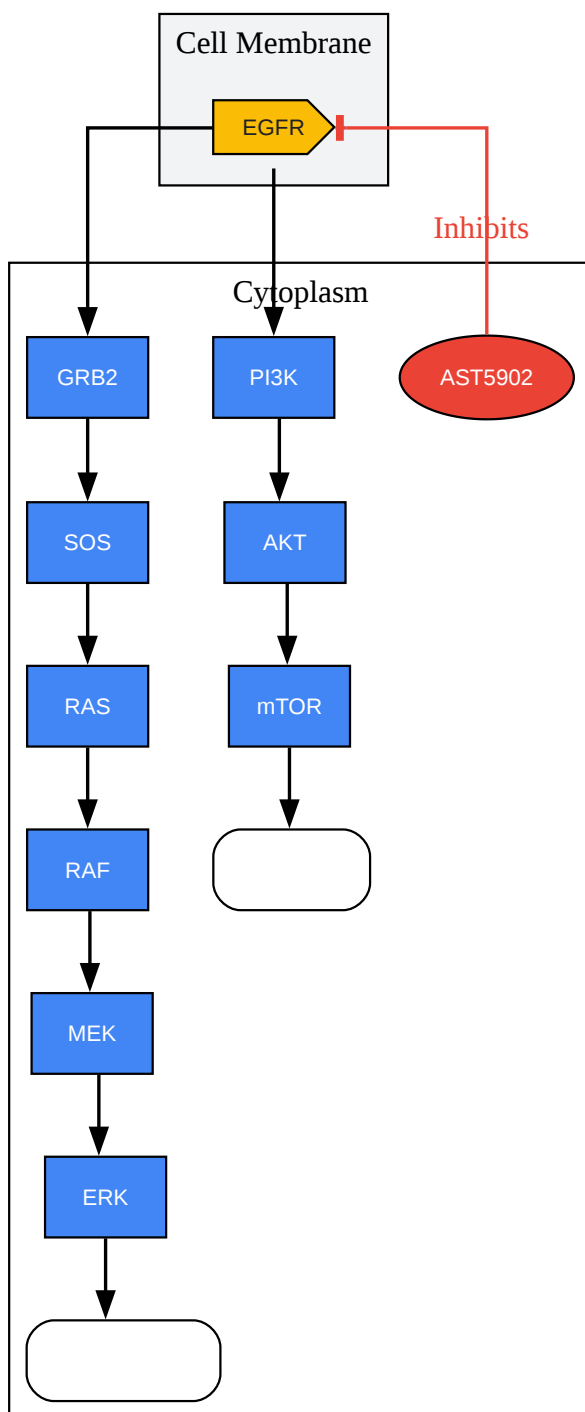 Cell Membrane
EGFR
Inhibits
Cytoplasm
GRB2
PI3K
AST5902
SOS
AKT
RAS
mTOR
RAF
MEK
ERK